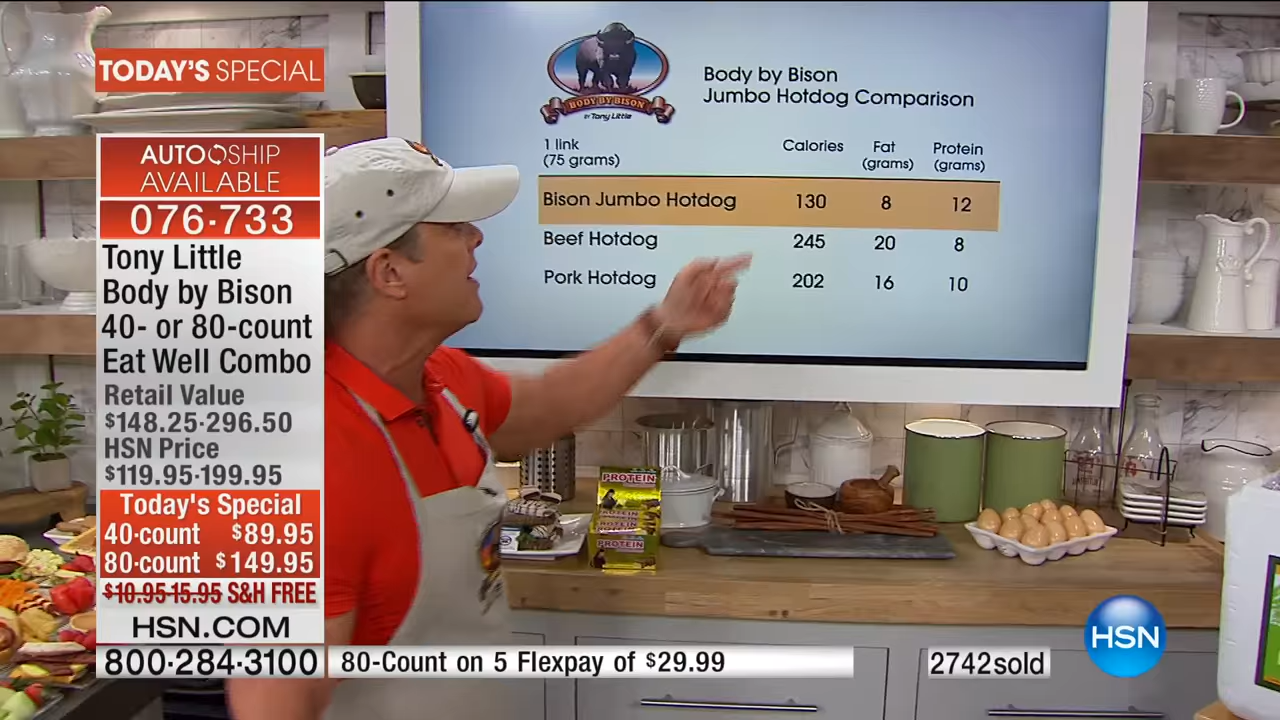 TODAY'S SPECIAL
AUTOSHIP
AVAILABLE
076-733
Tony Little
Body by Bison
40- or 80-count
Eat Well Combo
Retail Value
$148.25-296.50
HSN Price
$119.95-199.95
Today's Special
40-count $89.95
80-count $149.95
$10.95-15.95 S&H FREE
HSN.COM
800·284·3100
80-Count on 5 Flexpay of $29.99
2742sold
HSN
BODY BY BISON
BY Tony Little
Body by Bison
Jumbo Hotdog Comparison
1 link
(75 grams)
Calories
Fat
(grams)
Protein
(grams)
Bison Jumbo Hotdog 130 8 12
Beef Hotdog 245 20 8
Pork Hotdog 202 16 10
PROTEIN
PROTEIN
PROTEIN